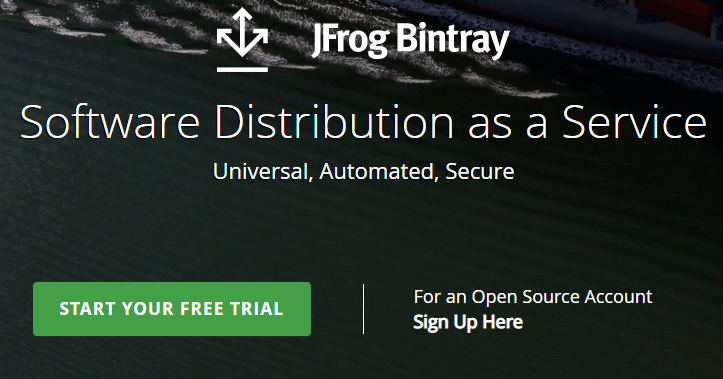 JFrog Bintray
Software Distribution as a Service
Universal, Automated, Secure
START YOUR FREE TRIAL
For an Open Source Account
Sign Up Here